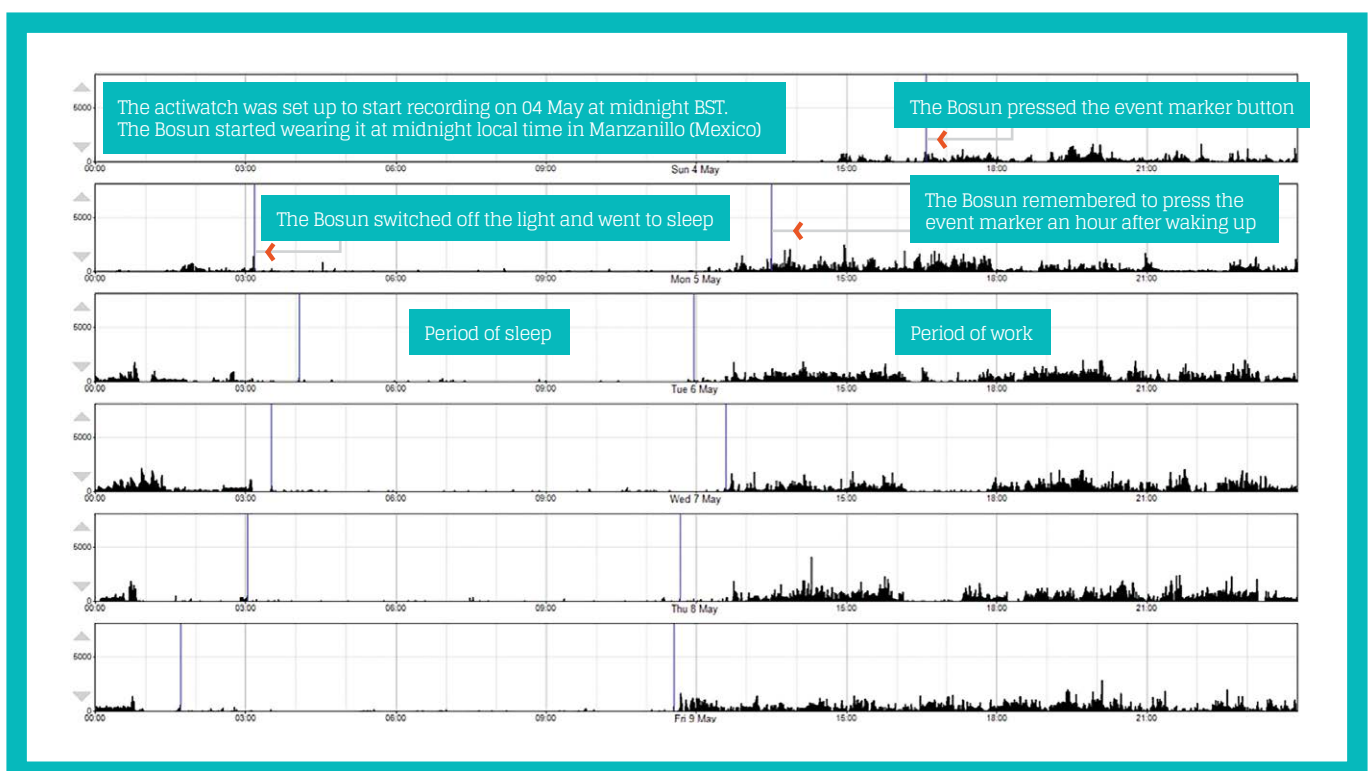 The actiwatch was set up to start recording on 04 May at midnight BST.
The Bosun started wearing it at midnight local time in Manzanillo (Mexico)
The Bosun pressed the event marker button
5000
0
00:00 03:00 06:00 09:00 Sun 4 May 15:00 18:00 21:00
The Bosun switched off the light and went to sleep
The Bosun remembered to press the
event marker an hour after waking up
5000
0
00:00 03:00 06:00 09:00 Mon 5 May 15:00 18:00 21:00
Period of sleep
Period of work
5000
0
00:00 03:00 06:00 09:00 Tue 6 May 15:00 18:00 21:00
5000
0
00:00 03:00 06:00 09:00 Wed 7 May 15:00 18:00 21:00
5000
0
00:00 03:00 06:00 09:00 Thu 8 May 15:00 18:00 21:00
5000
0
00:00 03:00 06:00 09:00 Fri 9 May 15:00 18:00 21:00